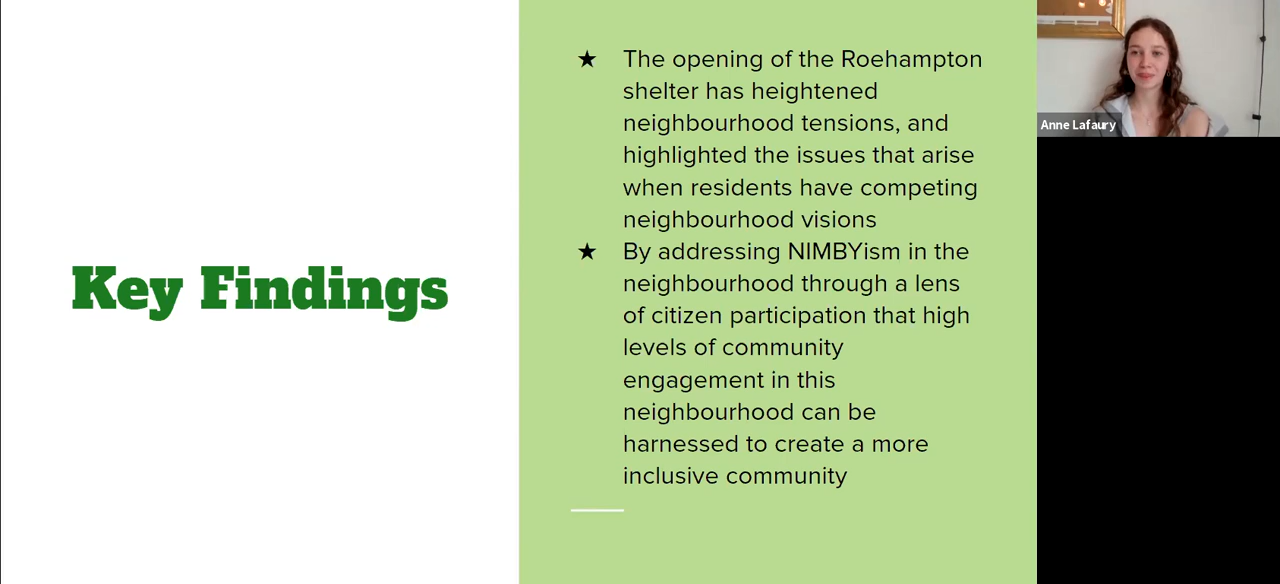 Key Findings
★ The opening of the Roehampton
shelter has heightened
neighbourhood tensions, and
highlighted the issues that arise
when residents have competing
neighbourhood visions
★ By addressing NIMBYism in the
neighbourhood through a lens
of citizen participation that high
levels of community
engagement in this
neighbourhood can be
harnessed to create a more
inclusive community
Anne Lafaury